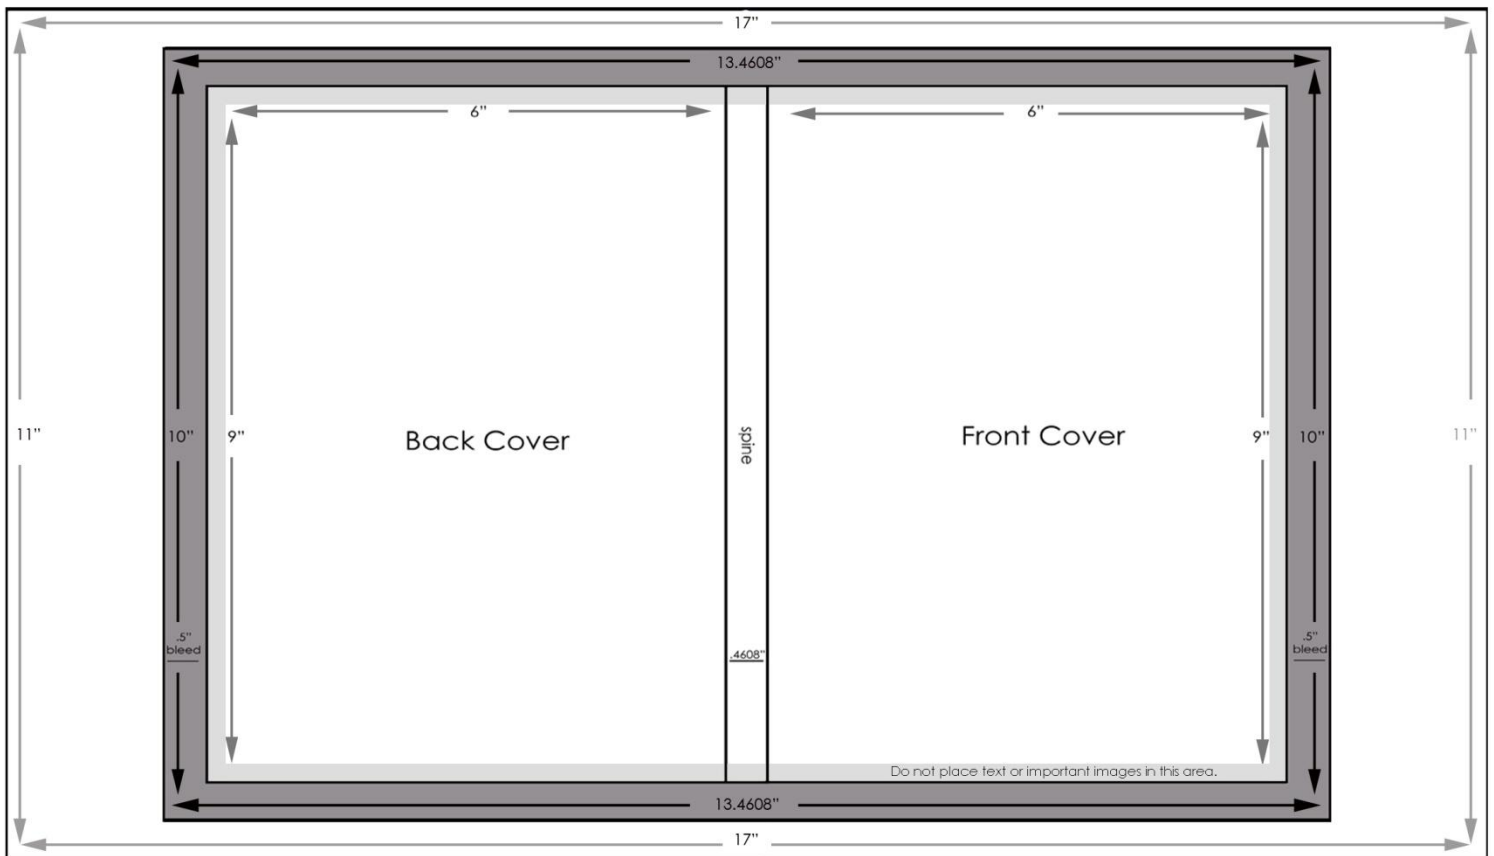 17”
13.4608”
6”
6”
11”
10”
9”
Back Cover
spine
Front Cover
9”
10”
11”
.5”
bleed
.4608”
.5”
bleed
Do not place text or important images in this area.
13.4608”
17”